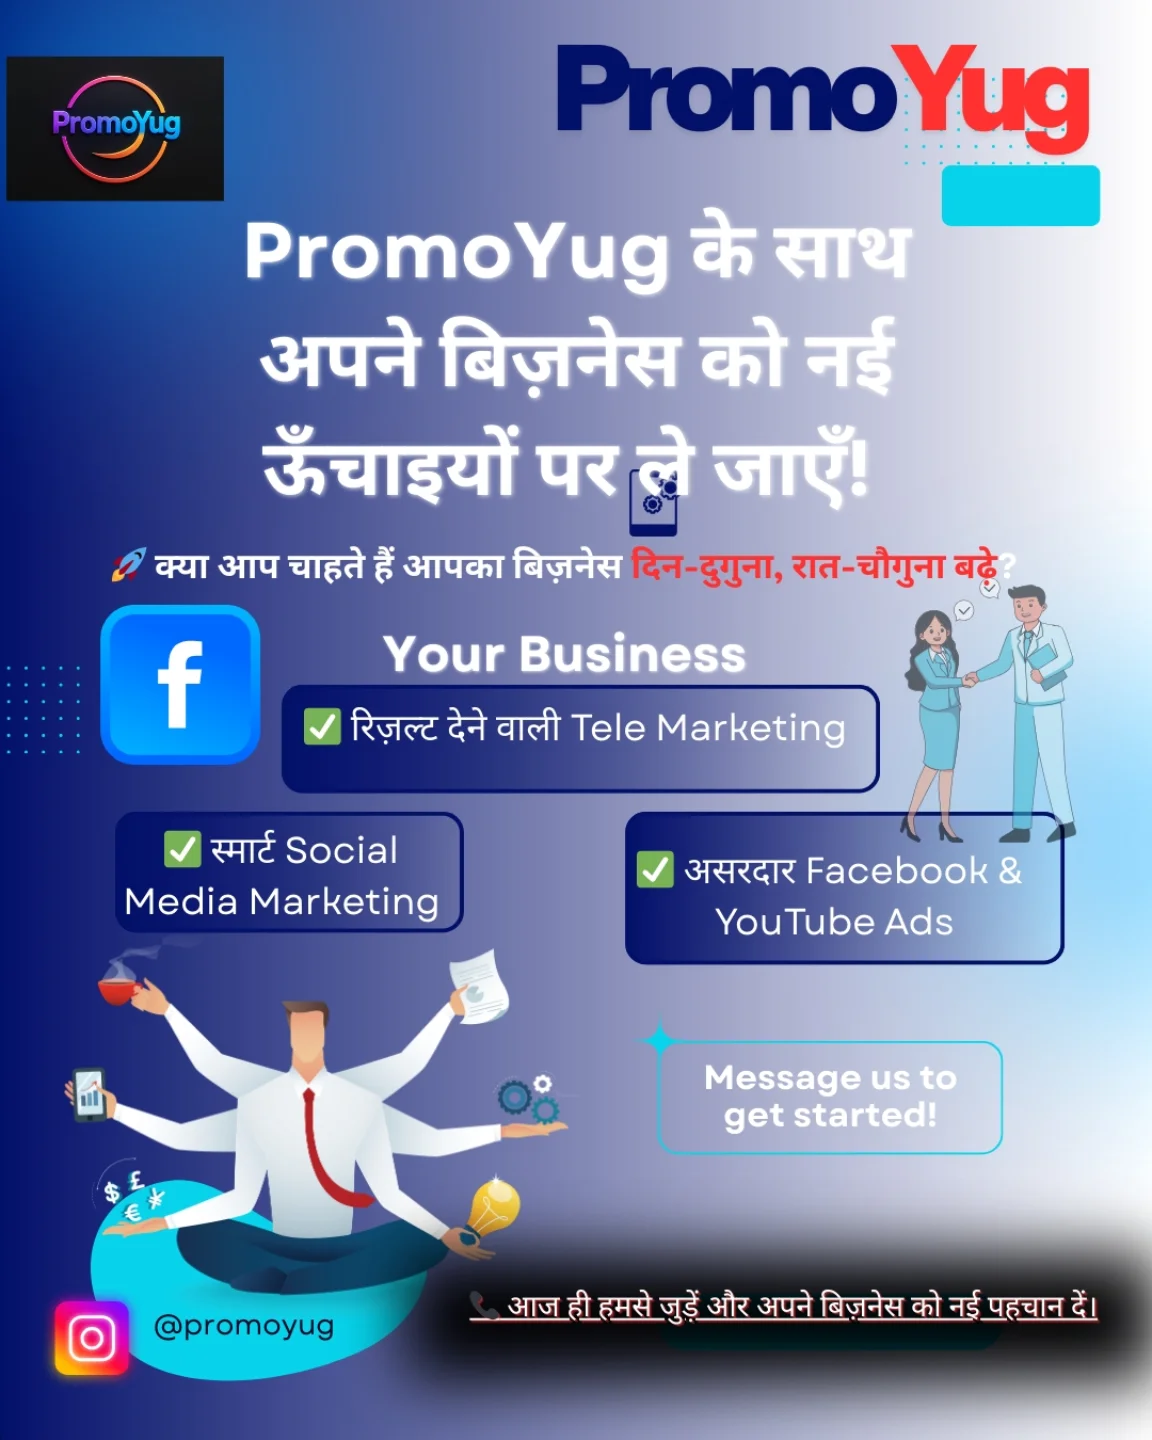 PromoYug
PromoYug
PromoYug के साथ
अपने बिज़नेस को नई
ऊँचाइयों पर ले जाएँ!
🚀 क्या आप चाहते हैं आपका बिज़नेस दिन-दुगुना, रात-चौगुना बढ़े?
f
Your Business
✅ रिज़ल्ट देने वाली Tele Marketing
✅ स्मार्ट Social
Media Marketing
✅ असरदार Facebook &
YouTube Ads
Message us to
get started!
$ £
€ ¥
📞 आज ही हमसे जुड़ें और अपने बिज़नेस को नई पहचान दें।
@promoyug